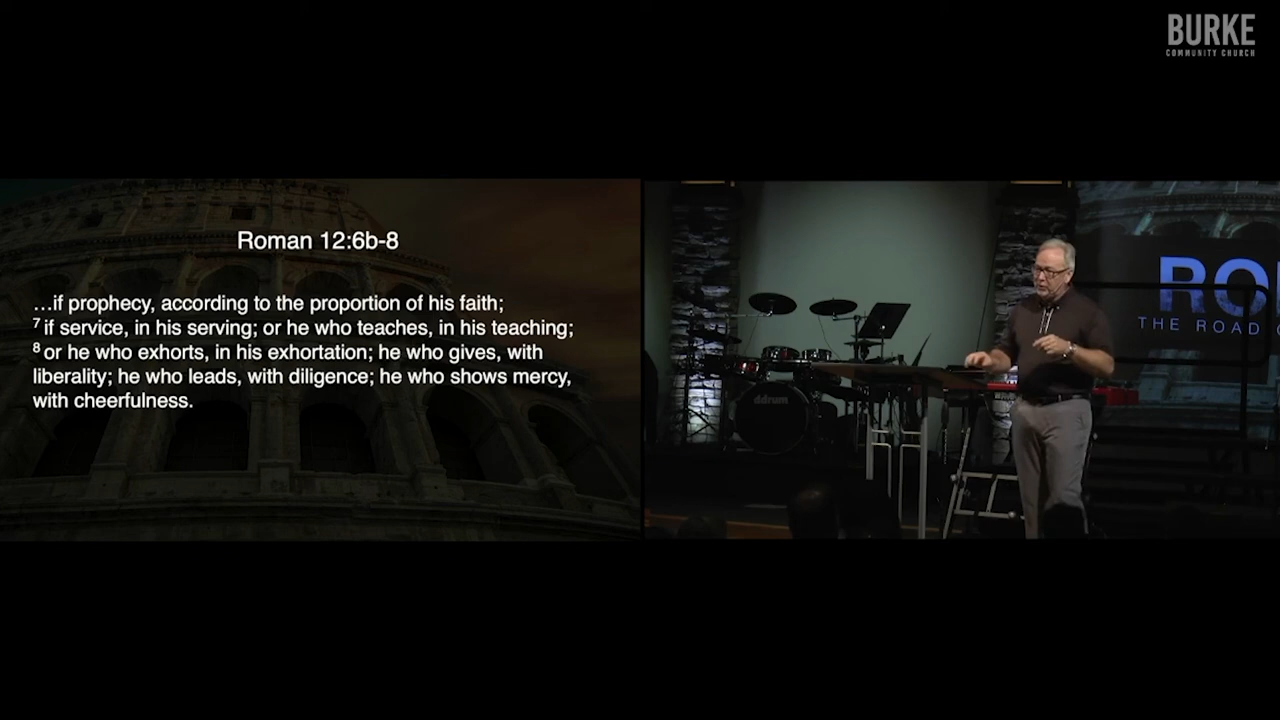 BURKE
COMMUNITY CHURCH
Roman 12:6b-8
…if prophecy, according to the proportion of his faith;
7 if service, in his serving; or he who teaches, in his teaching;
8 or he who exhorts, in his exhortation; he who gives, with
liberality; he who leads, with diligence; he who shows mercy,
with cheerfulness.
RO
THE ROAD
ddrum